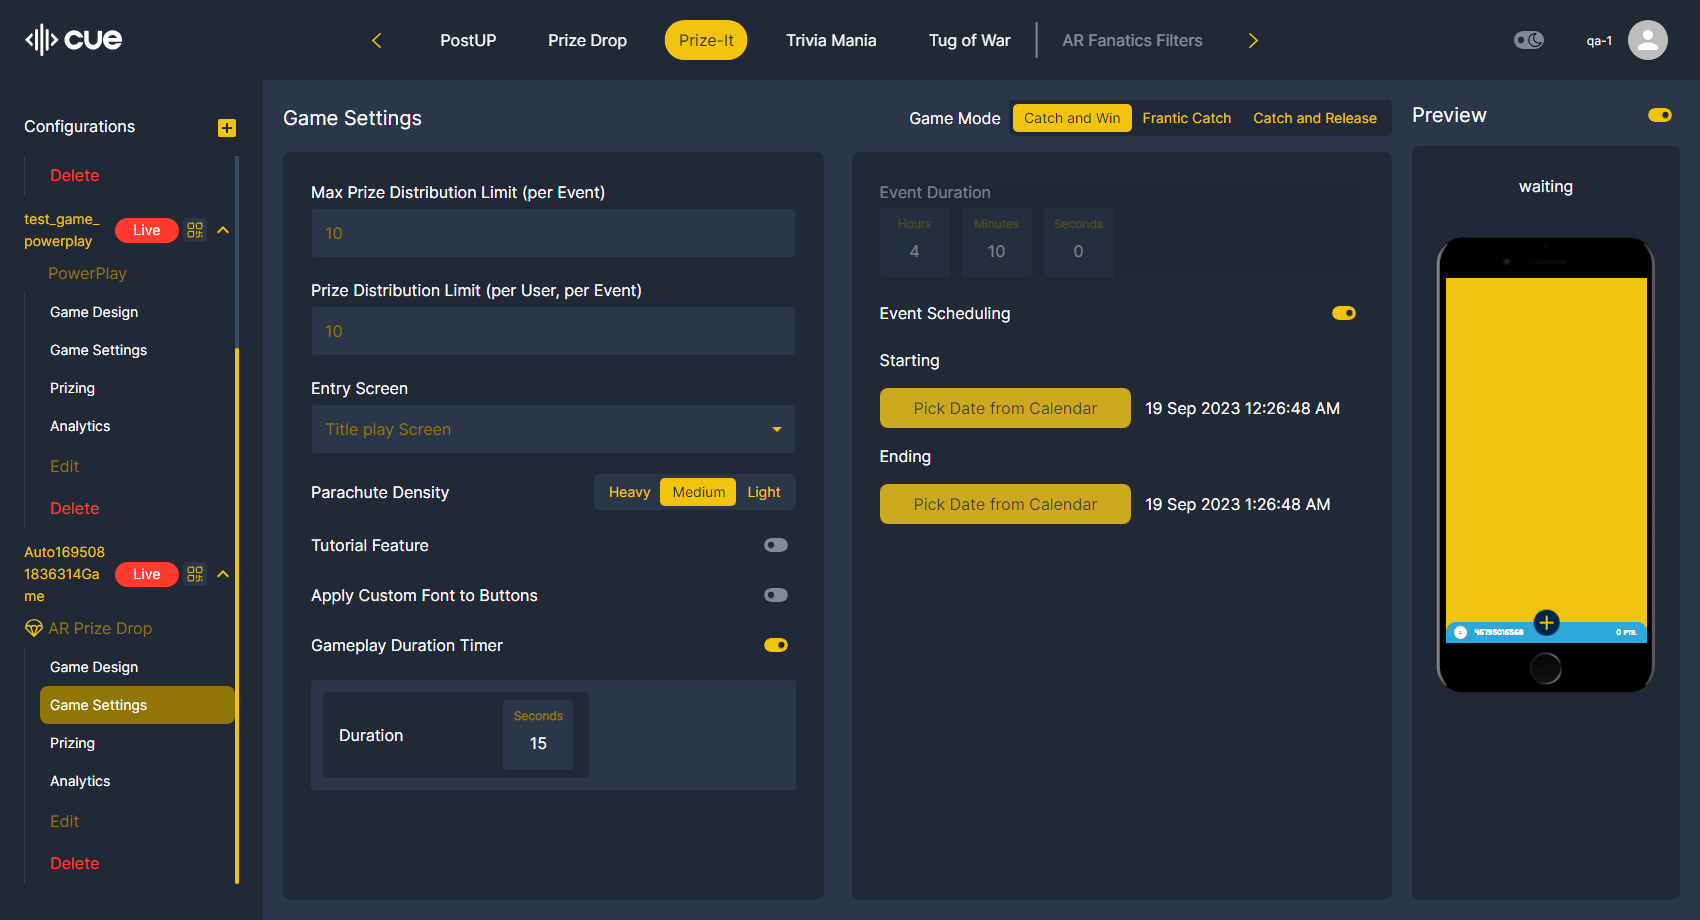 cue
PostUP
Prize Drop
Prize-It
Trivia Mania
Tug of War
AR Fanatics Filters
qa-1
Configurations
Delete
test_game_
powerplay
Live
PowerPlay
Game Design
Game Settings
Prizing
Analytics
Edit
Delete
Auto169508
1836314Ga
me
Live
AR Prize Drop
Game Design
Game Settings
Prizing
Analytics
Edit
Delete
Game Settings
Game Mode
Catch and Win
Frantic Catch
Catch and Release
Max Prize Distribution Limit (per Event)
10
Prize Distribution Limit (per User, per Event)
10
Entry Screen
Title play Screen
Parachute Density
Heavy
Medium
Light
Tutorial Feature
Apply Custom Font to Buttons
Gameplay Duration Timer
Duration
Seconds
15
Event Duration
Hours
4
Minutes
10
Seconds
0
Event Scheduling
Starting
Pick Date from Calendar
19 Sep 2023 12:26:48 AM
Ending
Pick Date from Calendar
19 Sep 2023 1:26:48 AM
Preview
waiting
0 PTS.